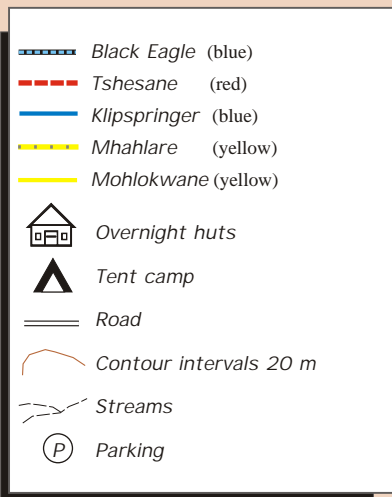 Black Eagle (blue)
Tshesane (red)
Klipspringer (blue)
Mhahlare (yellow)
Mohlokwane (yellow)
Overnight huts
Tent camp
Road
Contour intervals 20 m
Streams
P Parking